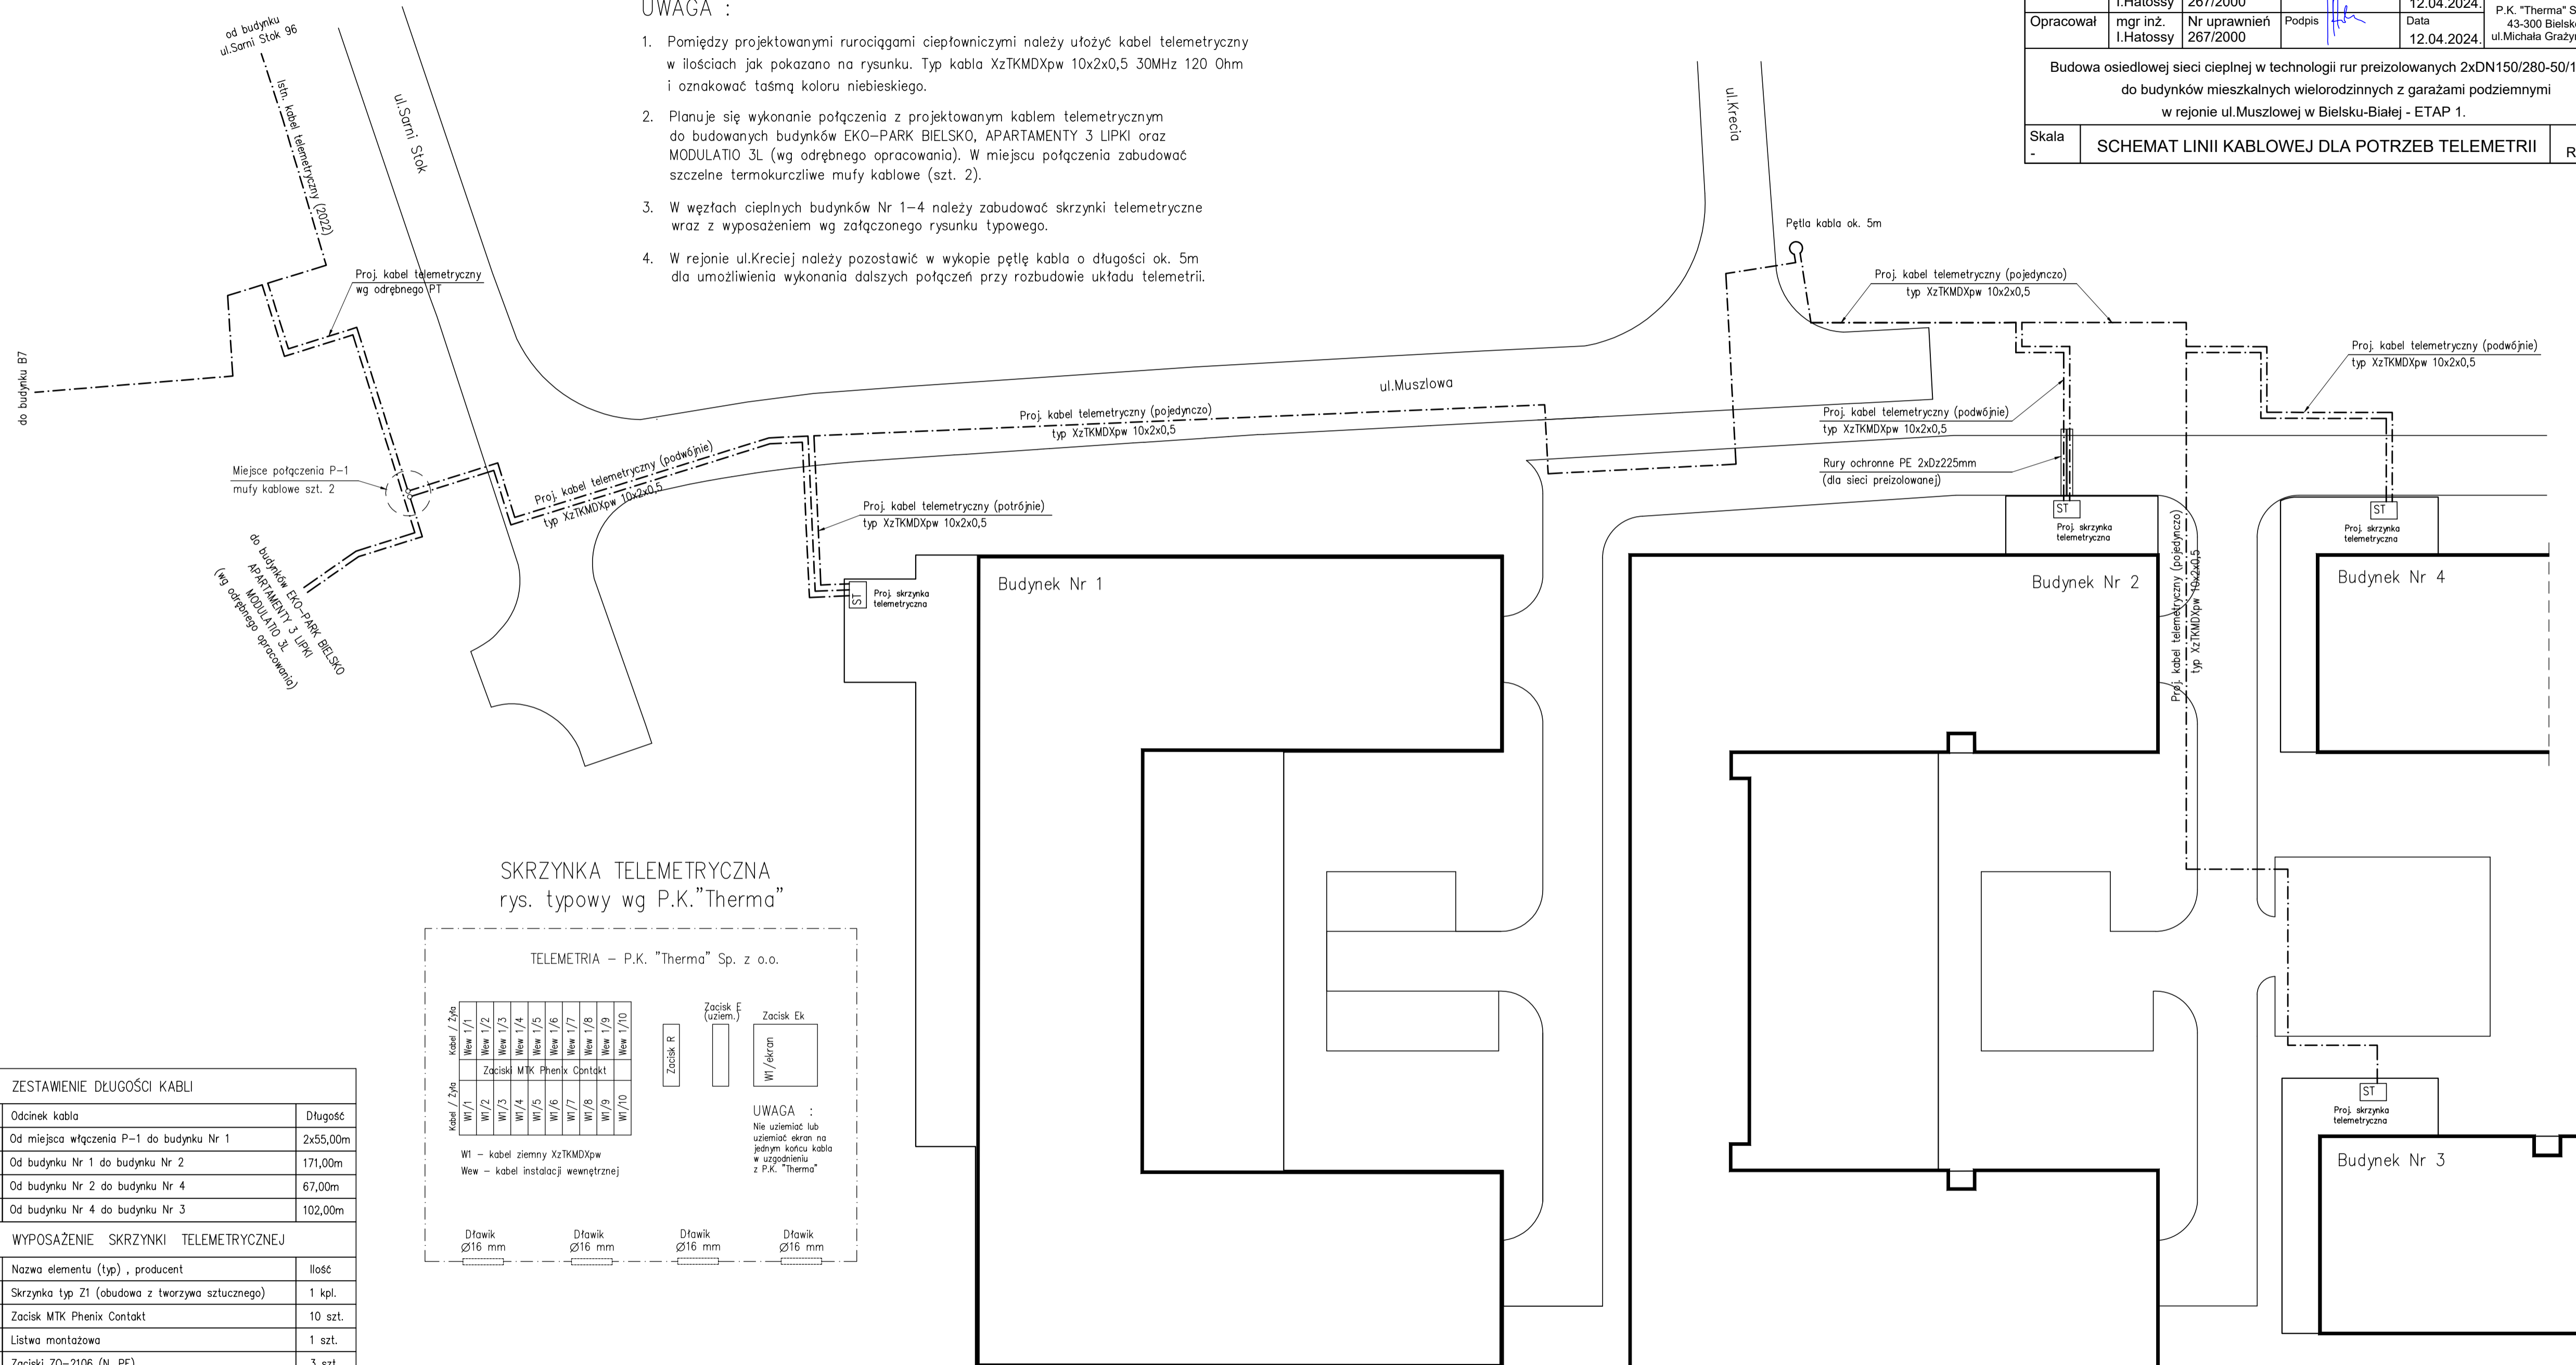 UWAGA :
1. Pomiędzy projektowanymi rurociągami ciepłowniczymi należy ułożyć kabel telemetryczny
w ilościach jak pokazano na rysunku. Typ kabla XzTKMDXpw 10x2x0,5 30MHz 120 Ohm
i oznakować taśmą koloru niebieskiego.
2. Planuje się wykonanie połączenia z projektowanym kablem telemetrycznym
do budowanych budynków EKO-PARK BIELSKO, APARTAMENTY 3 LIPKI oraz
MODULATIO 3L (wg odrębnego opracowania). W miejscu połączenia zabudować
szczelne termokurczliwe mufy kablowe (szt. 2).
3. W węzłach cieplnych budynków Nr 1-4 należy zabudować skrzynki telemetryczne
wraz z wyposażeniem wg załączonego rysunku typowego.
4. W rejonie ul.Kreciej należy pozostawić w wykopie pętlę kabla o długości ok. 5m
dla umożliwienia wykonania dalszych połączeń przy rozbudowie układu telemetrii.
I.Hatossy 267/2000 12.04.2024.
P.K. "Therma"
Opracował mgr inż. Nr uprawnień Podpis Data
43-300
I.Hatossy 267/2000 12.04.2024.
ul.Michała
Budowa osiedlowej sieci cieplnej w technologii rur preizolowanych
do budynków mieszkalnych wielorodzinnych z garażami podziemnymi
w rejonie ul.Muszlowej w Bielsku-Białej - ETAP 1.
Skala
-
SCHEMAT LINII KABLOWEJ DLA POTRZEB TELEMETRII
od budynku
ul.Sarni Stok 96
Istn. kabel telemetryczny (2022)
ul.Sarni Stok
Proj. kabel telemetryczny
wg odrębnego PT
do budynku B7
Miejsce połączenia P-1
mufy kablowe szt. 2
do budynków EKO-PARK BIELSKO
APARTAMENTY 3 LIPKI
MODULATIO 3L
(wg odrębnego opracowania)
Proj. kabel telemetryczny (podwójnie)
typ XzTKMDXpw 10x2x0,5
Proj. kabel telemetryczny (potrójnie)
typ XzTKMDXpw 10x2x0,5
Proj. kabel telemetryczny (pojedynczo)
typ XzTKMDXpw 10x2x0,5
ul.Muszlowa
ul.Krecia
Pętla kabla ok. 5m
Proj. kabel telemetryczny (pojedynczo)
typ XzTKMDXpw 10x2x0,5
Proj. kabel telemetryczny (podwójnie)
typ XzTKMDXpw 10x2x0,5
Proj. kabel telemetryczny (podwójnie)
typ XzTKMDXpw 10x2x0,5
Rury ochronne PE 2xDz225mm
(dla sieci preizolowanej)
Proj. kabel telemetryczny (pojedynczo)
typ XzTKMDXpw 10x2x0,5
ST
Proj. skrzynka
telemetryczna
ST
Proj. skrzynka
telemetryczna
ST
Proj. skrzynka
telemetryczna
ST
Proj. skrzynka
telemetryczna
Budynek Nr 1
Budynek Nr 2
Budynek Nr 4
Budynek Nr 3
SKRZYNKA TELEMETRYCZNA
rys. typowy wg P.K."Therma"
TELEMETRIA - P.K. "Therma" Sp. z o.o.
Kabel / Żyła
Wew 1/1
Wew 1/2
Wew 1/3
Wew 1/4
Wew 1/5
Wew 1/6
Wew 1/7
Wew 1/8
Wew 1/9
Wew 1/10
Zaciski MTK Phenix Contakt
Kabel / Żyła
W1/1
W1/2
W1/3
W1/4
W1/5
W1/6
W1/7
W1/8
W1/9
W1/10
Zacisk R
Zacisk E
(uziem.)
Zacisk Ek
W1/ekran
UWAGA :
Nie uziemiać lub
uziemiać ekran na
jednym końcu kabla
w uzgodnieniu
z P.K. "Therma"
W1 - kabel ziemny XzTKMDXpw
Wew - kabel instalacji wewnętrznej
Dławik
Ø16 mm
Dławik
Ø16 mm
Dławik
Ø16 mm
Dławik
Ø16 mm
ZESTAWIENIE DŁUGOŚCI KABLI
Odcinek kabla Długość
Od miejsca włączenia P-1 do budynku Nr 1 2x55,00m
Od budynku Nr 1 do budynku Nr 2 171,00m
Od budynku Nr 2 do budynku Nr 4 67,00m
Od budynku Nr 4 do budynku Nr 3 102,00m
WYPOSAŻENIE SKRZYNKI TELEMETRYCZNEJ
Nazwa elementu (typ) , producent Ilość
Skrzynka typ Z1 (obudowa z tworzywa sztucznego) 1 kpl.
Zacisk MTK Phenix Contakt 10 szt.
Listwa montażowa 1 szt.
Zaciski ZO-2106 (N, PE) 3 szt.